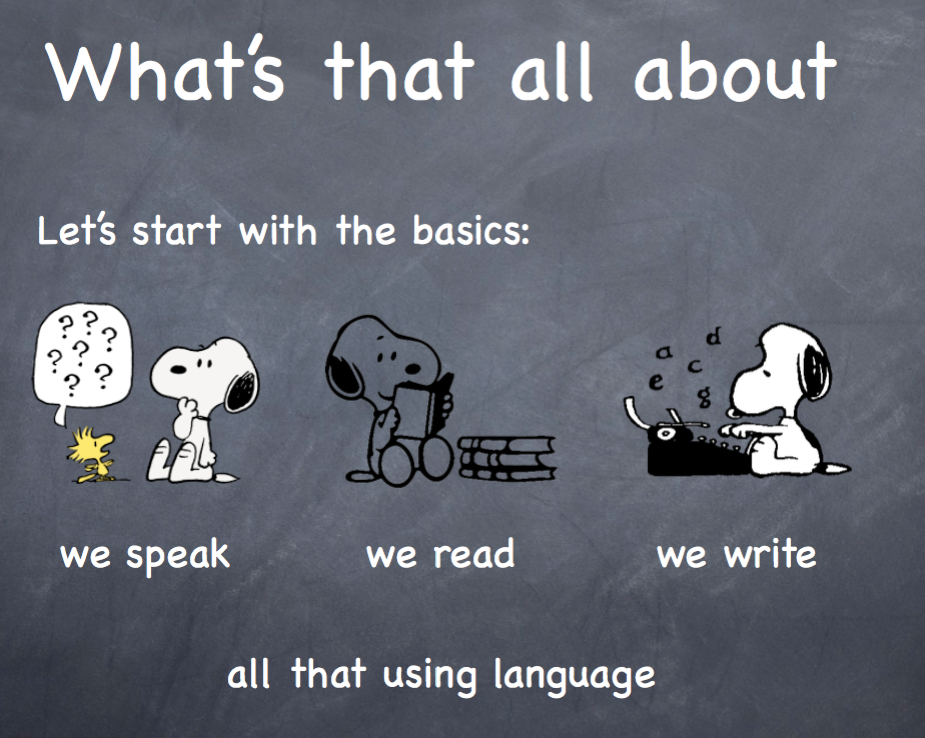 What's that all about
Let's start with the basics:
? ? ? ? ? ? ?
a d c e g
we speak we read we write
all that using language